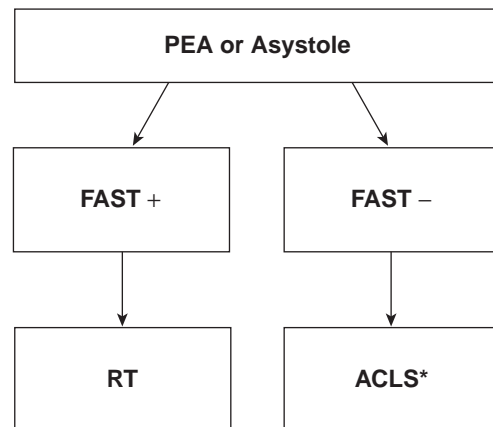 PEA or Asystole
FAST +
FAST −
RT
ACLS*